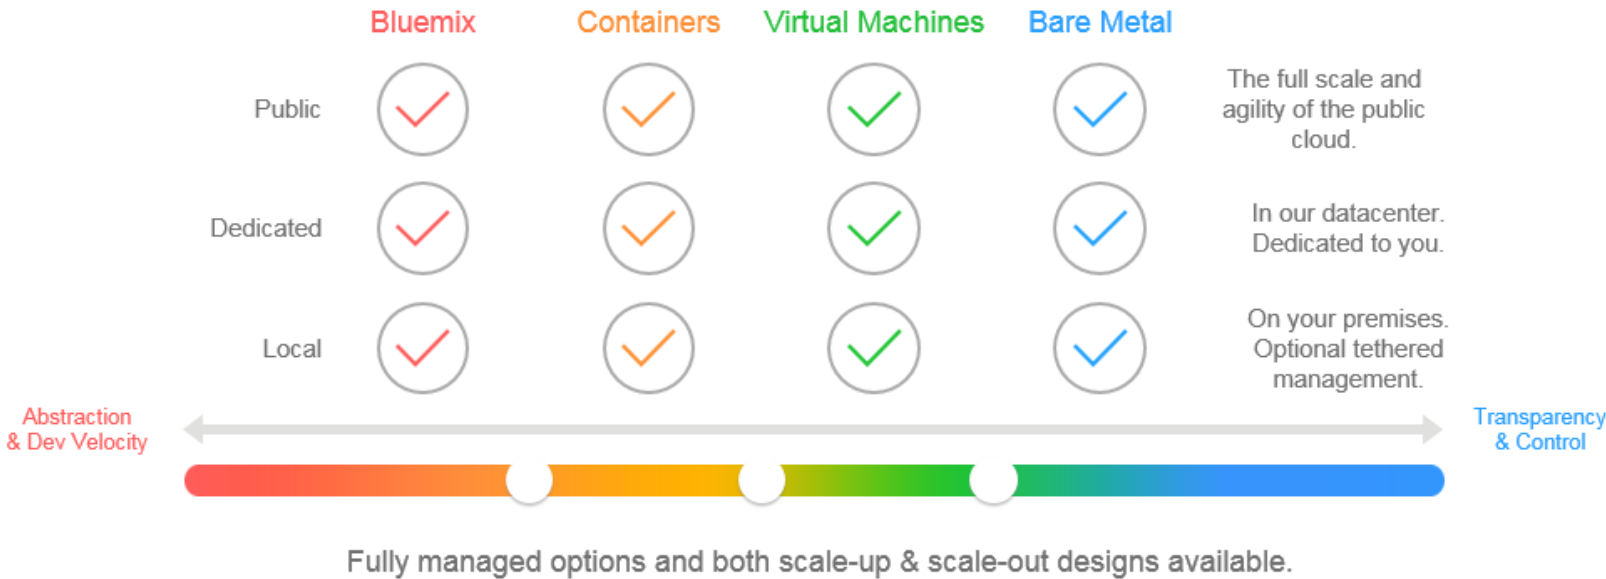 Bluemix
Containers
Virtual Machines
Bare Metal
Public
The full scale and
agility of the public
cloud.
Dedicated
In our datacenter.
Dedicated to you.
Local
On your premises.
Optional tethered
management.
Abstraction
& Dev Velocity
Transparency
& Control
Fully managed options and both scale-up & scale-out designs available.